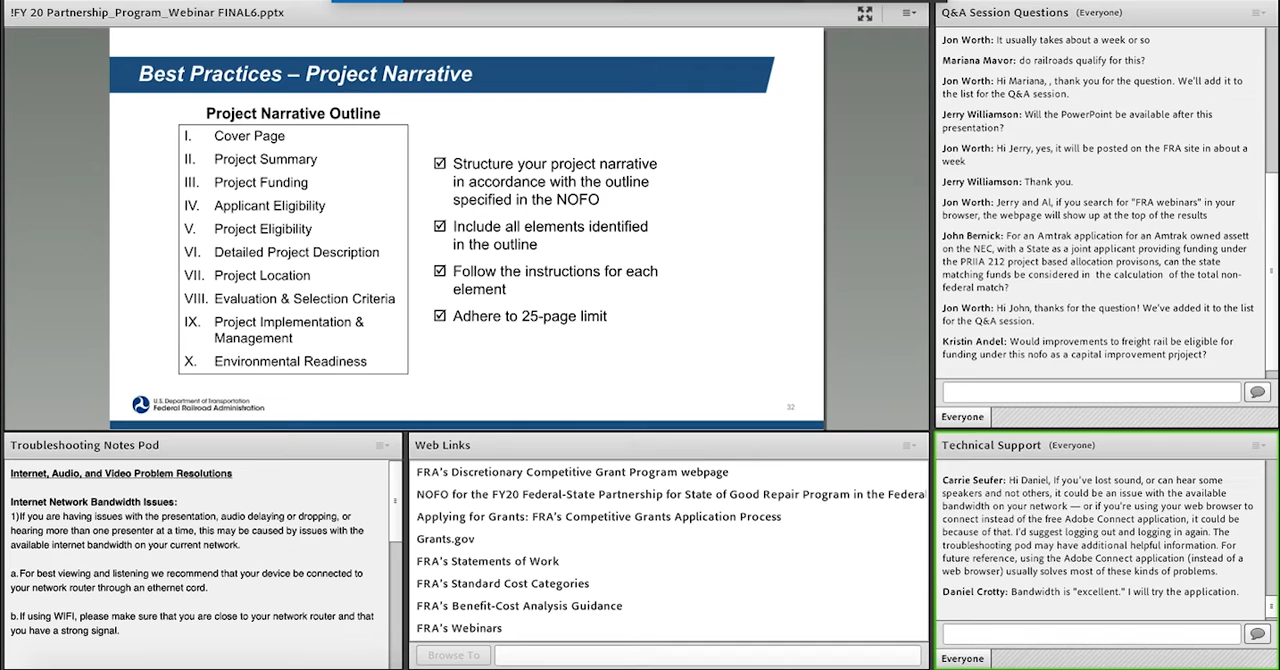 !FY 20 Partnership_Program_Webinar FINAL6.pptx
Best Practices – Project Narrative
Project Narrative Outline
I. Cover Page
II. Project Summary
III. Project Funding
IV. Applicant Eligibility
V. Project Eligibility
VI. Detailed Project Description
VII. Project Location
VIII. Evaluation & Selection Criteria
IX. Project Implementation &
Management
X. Environmental Readiness
☑ Structure your project narrative
in accordance with the outline
specified in the NOFO
☑ Include all elements identified
in the outline
☑ Follow the instructions for each
element
☑ Adhere to 25-page limit
U.S. Department of Transportation
Federal Railroad Administration
32
Q&A Session Questions (Everyone)
Jon Worth: It usually takes about a week or so
Mariana Mavor: do railroads qualify for this?
Jon Worth: Hi Mariana, , thank you for the question. We'll add it to
the list for the Q&A session.
Jerry Williamson: Will the PowerPoint be available after this
presentation?
Jon Worth: Hi Jerry, yes, it will be posted on the FRA site in about a
week
Jerry Williamson: Thank you.
Jon Worth: Jerry and Al, if you search for "FRA webinars" in your
browser, the webpage will show up at the top of the results
John Bernick: For an Amtrak application for an Amtrak owned assett
on the NEC, with a State as a joint applicant providing funding under
the PRIIA 212 project based allocation provisons, can the state
matching funds be considered in the calculation of the total non-
federal match?
Jon Worth: Hi John, thanks for the question! We've added it to the list
for the Q&A session.
Kristin Andel: Would improvements to freight rail be eligible for
funding under this nofo as a capital improvement prjoject?
Everyone
Troubleshooting Notes Pod
Internet, Audio, and Video Problem Resolutions
Internet Network Bandwidth Issues:
1)If you are having issues with the presentation, audio delaying or dropping, or
hearing more than one presenter at a time, this may be caused by issues with the
available internet bandwidth on your current network.
a.For best viewing and listening we recommend that your device be connected to
your network router through an ethernet cord.
b.If using WIFI, please make sure that you are close to your network router and that
you have a strong signal.
Web Links
FRA's Discretionary Competitive Grant Program webpage
NOFO for the FY20 Federal-State Partnership for State of Good Repair Program in the Federal
Applying for Grants: FRA's Competitive Grants Application Process
Grants.gov
FRA's Statements of Work
FRA's Standard Cost Categories
FRA's Benefit-Cost Analysis Guidance
FRA's Webinars
Browse To
Technical Support (Everyone)
Carrie Seufer: Hi Daniel, If you've lost sound, or can hear some
speakers and not others, it could be an issue with the available
bandwidth on your network — or if you're using your web browser to
connect instead of the free Adobe Connect application, it could be
because of that. I'd suggest logging out and logging in again. The
troubleshooting pod may have additional helpful information. For
future reference, using the Adobe Connect application (instead of a
web browser) usually solves most of these kinds of problems.
Daniel Crotty: Bandwidth is "excellent." I will try the application.
Everyone